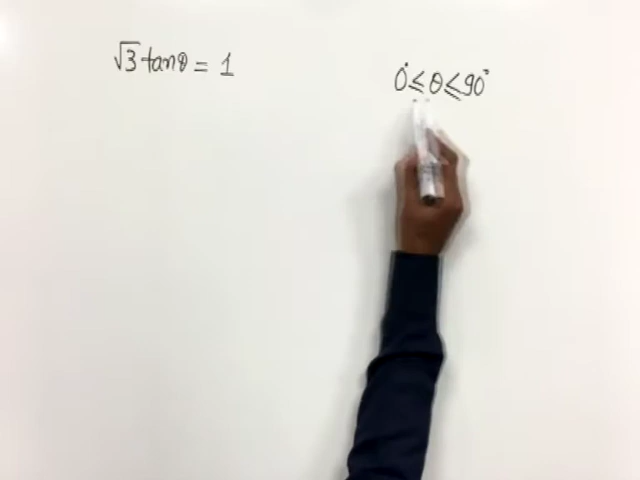 √3 tanθ = 1
0° ≤ θ ≤ 90°